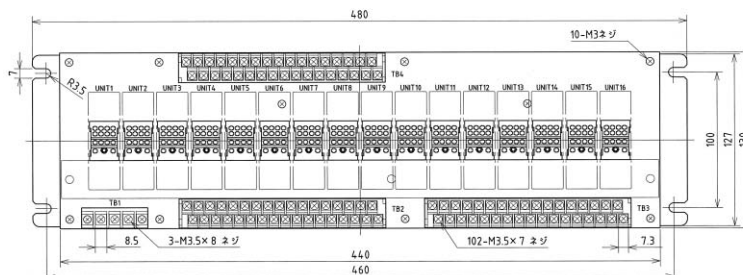 480
10-M3ネジ
7
R3.5
TB4
UNIT1 UNIT2 UNIT3 UNIT4 UNIT5 UNIT6 UNIT7 UNIT8 UNIT9 UNIT10 UNIT11 UNIT12 UNIT13 UNIT14 UNIT15 UNIT16
100
127
TB1
TB2
TB3
8.5
3-M3.5×8 ネジ
102-M3.5×7 ネジ
7.3
440
460